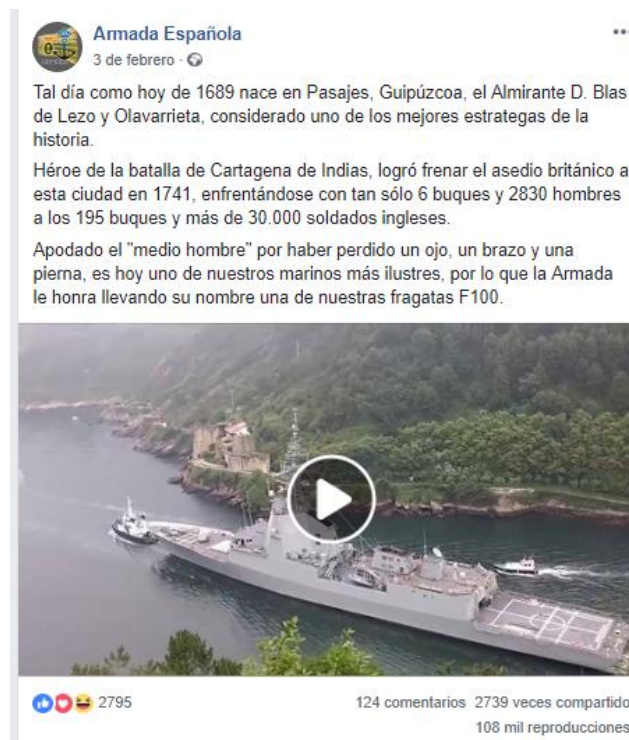 Armada Española
3 de febrero ·
Tal día como hoy de 1689 nace en Pasajes, Guipúzcoa, el Almirante D. Blas
de Lezo y Olavarrieta, considerado uno de los mejores estrategas de la
historia.
Héroe de la batalla de Cartagena de Indias, logró frenar el asedio británico a
esta ciudad en 1741, enfrentándose con tan sólo 6 buques y 2830 hombres
a los 195 buques y más de 30.000 soldados ingleses.
Apodado el "medio hombre" por haber perdido un ojo, un brazo y una
pierna, es hoy uno de nuestros marinos más ilustres, por lo que la Armada
le honra llevando su nombre una de nuestras fragatas F100.
2795
124 comentarios 2739 veces compartido
108 mil reproducciones